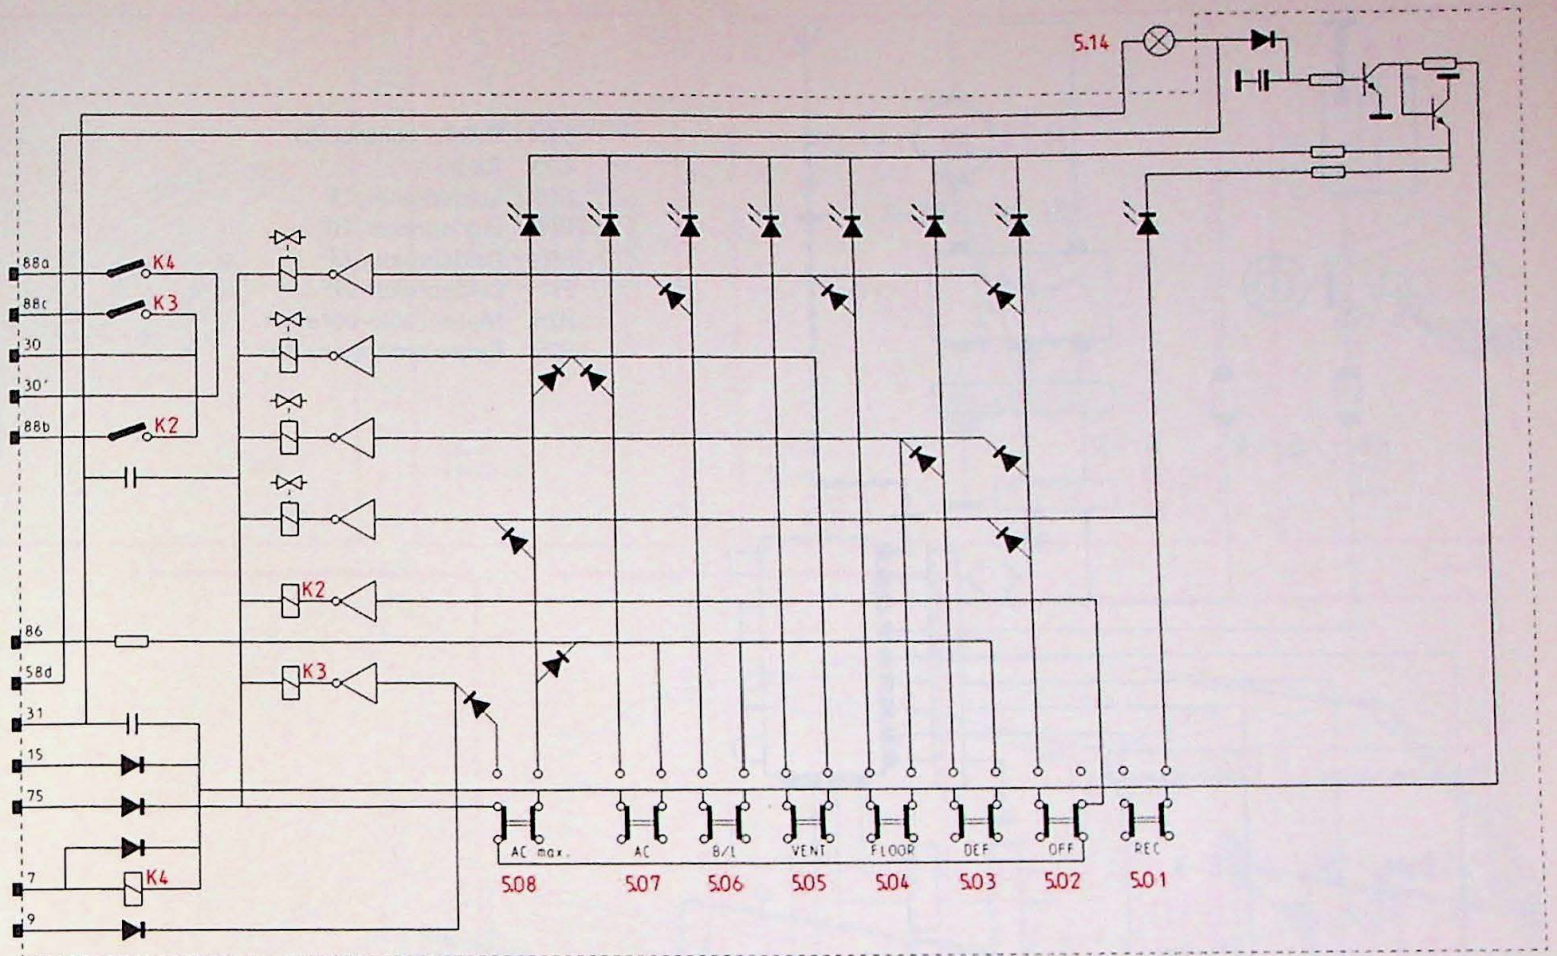 5.14
88a K4
88c K3
30
30'
88b K2
K2
86
58d K3
31
15
75
7 K4
9
AC max. AC B/L VENT FLOOR DEF OFF REC
5.08 5.07 5.06 5.05 5.04 5.03 5.02 5.01